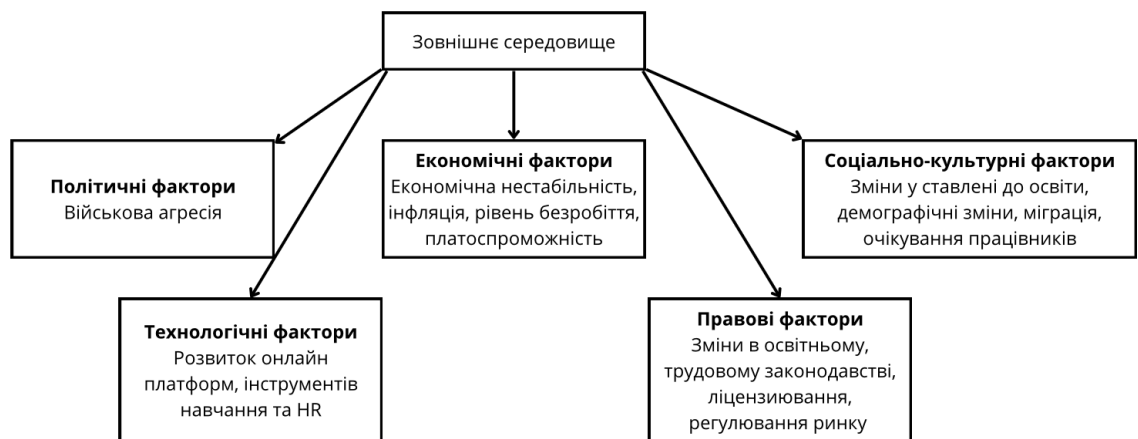 Зовнішнє середовище
Політичні фактори
Військова агресія
Економічні фактори
Економічна нестабільність,
інфляція, рівень безробіття,
платоспроможність
Соціально-культурні фактори
Зміни у ставлені до освіти,
демографічні зміни, міграція,
очікування працівників
Технологічні фактори
Розвиток онлайн
платформ, інструментів
навчання та HR
Правові фактори
Зміни в освітньому,
трудовому законодавстві,
ліцензиювання,
регулювання ринку